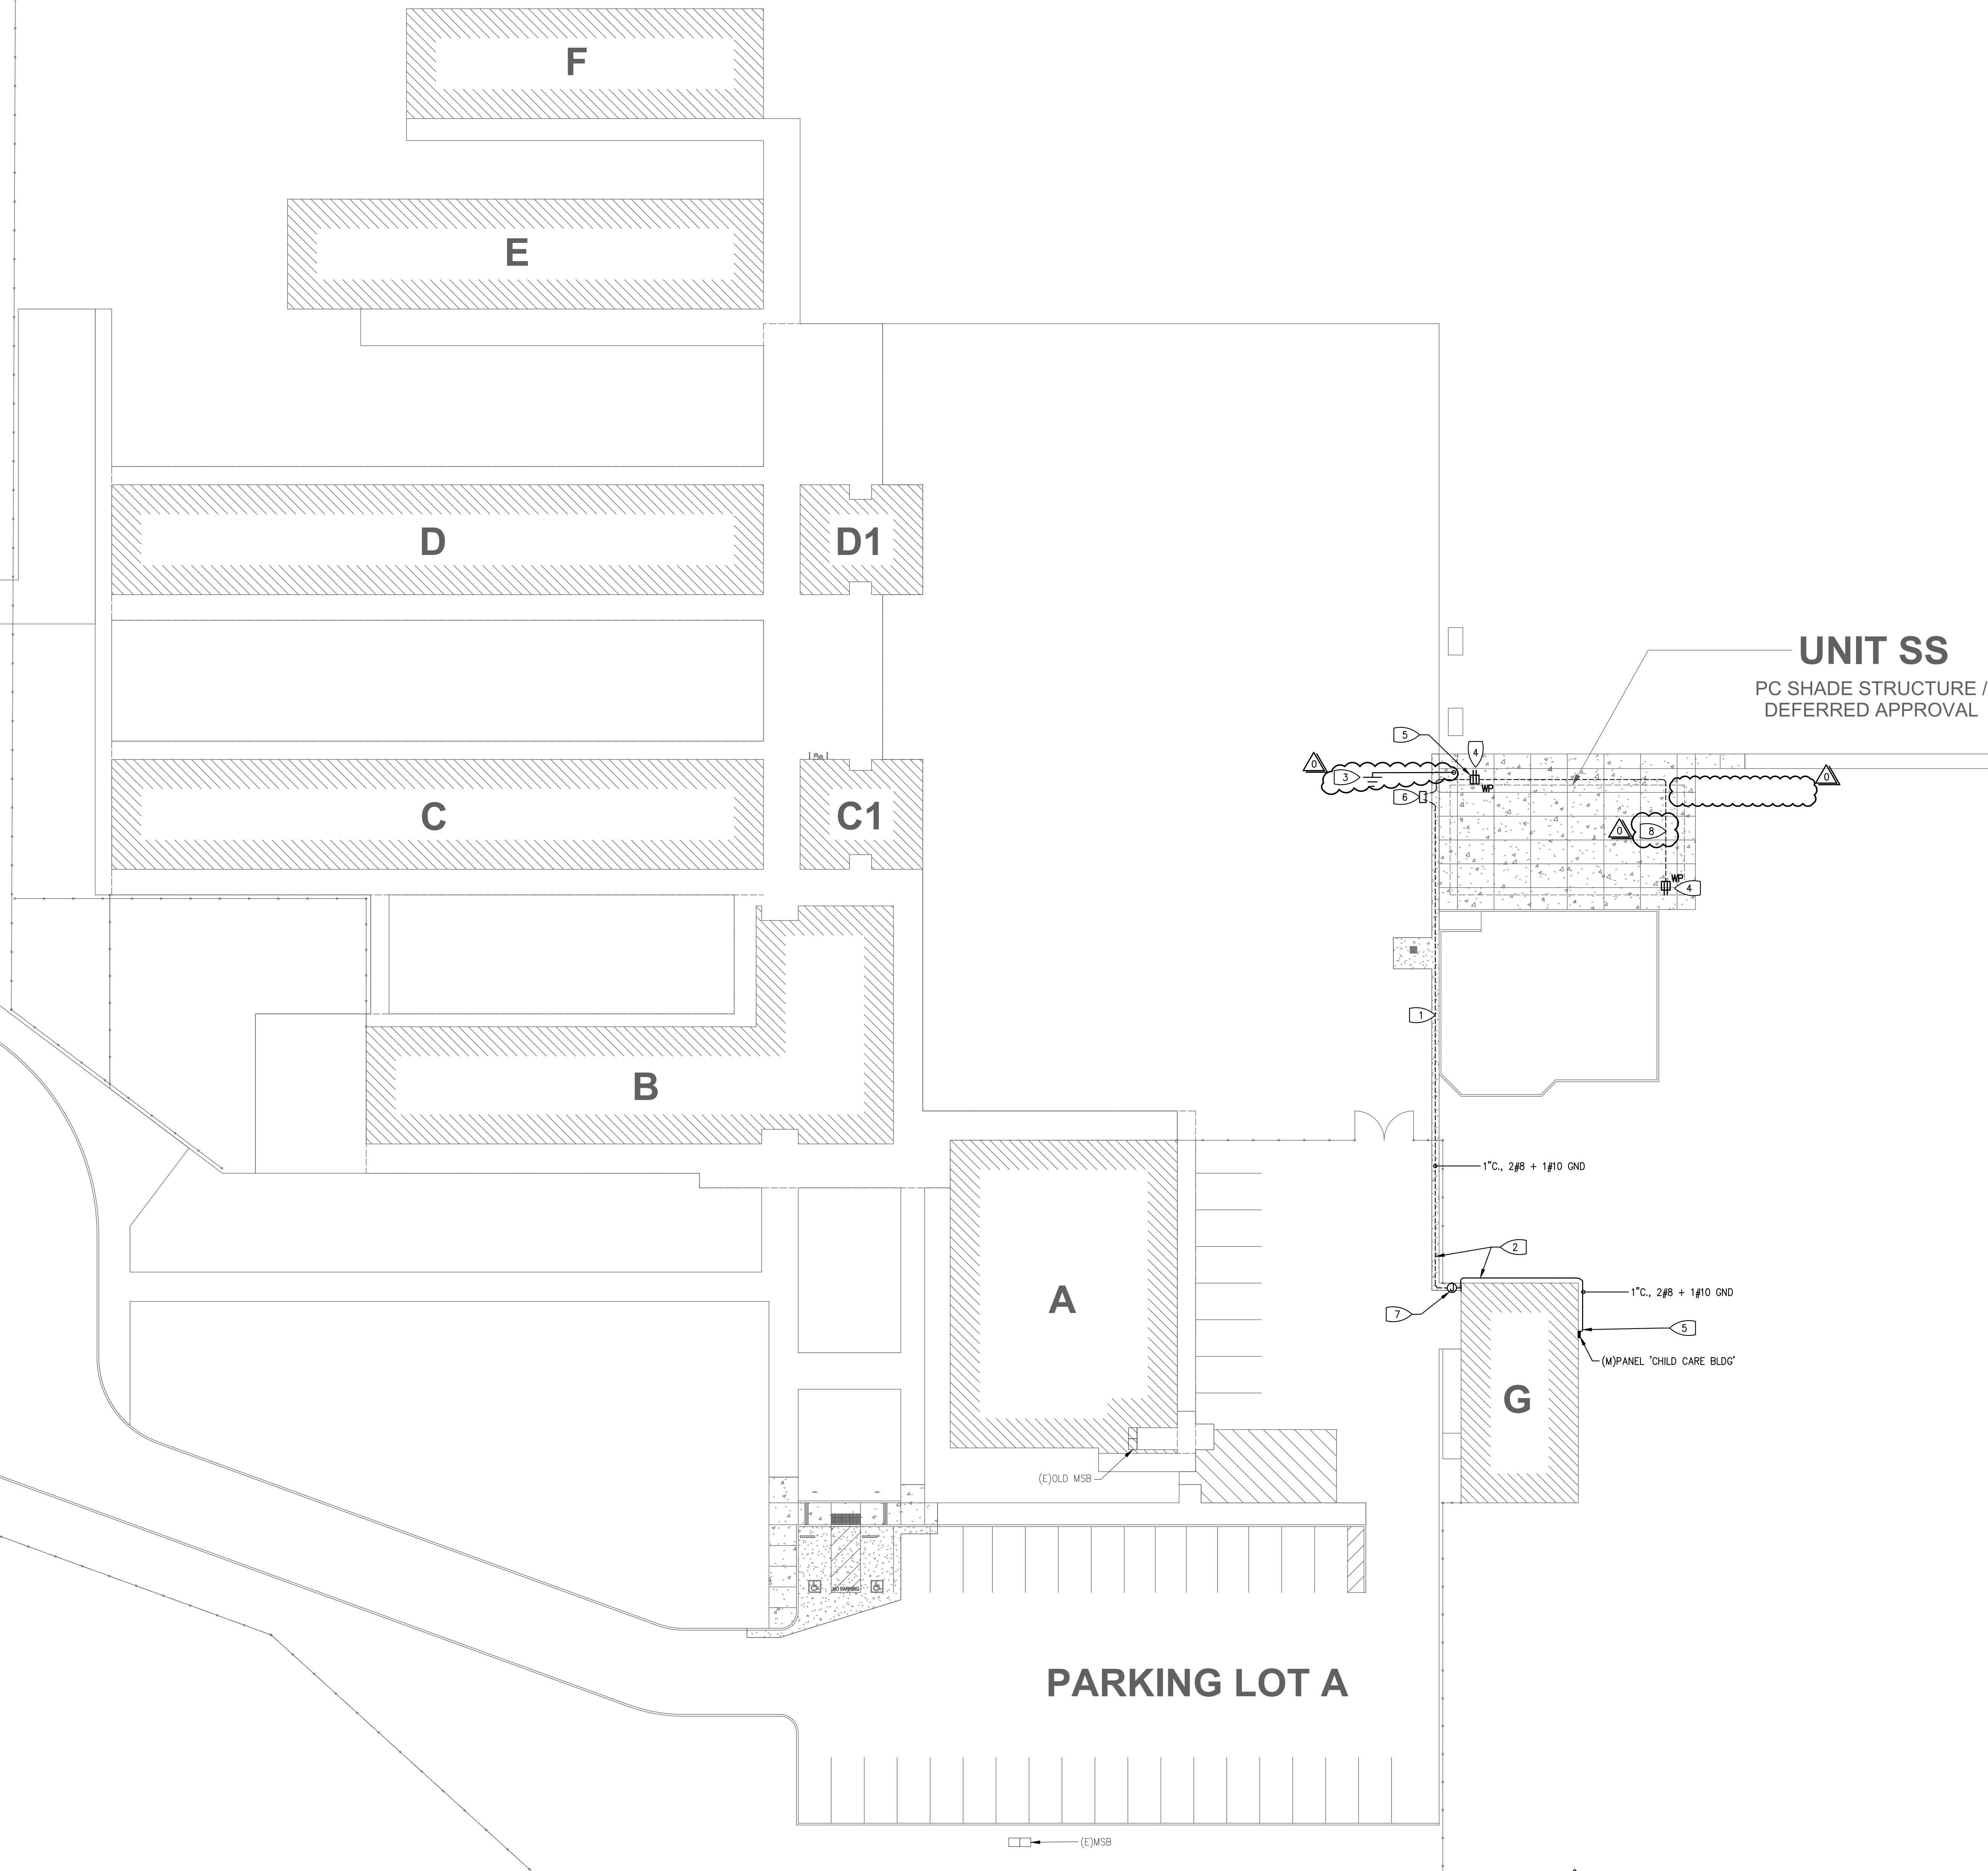 F
E
D
D1
UNIT SS
PC SHADE STRUCTURE /
DEFERRED APPROVAL
5
4
0
3
0
WP
6
C
C1
0
8
WP
4
1
B
1"C., 2#8 + 1#10 GND
2
A
1"C., 2#8 + 1#10 GND
7
5
(M)PANEL 'CHILD CARE BLDG'
G
(E)OLD MSB
NO PARKING
PARKING LOT A
(E)MSB